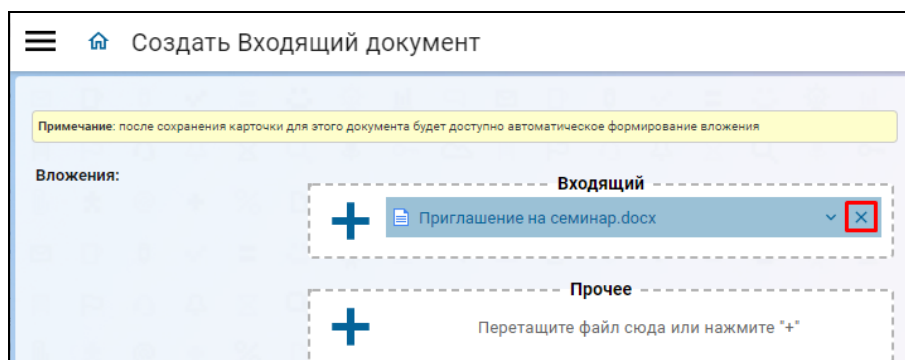 Создать Входящий документ
Примечание: после сохранения карточки для этого документа будет доступно автоматическое формирование вложения
Вложения:
Входящий
Приглашение на семинар.docx
Прочее
Перетащите файл сюда или нажмите "+"